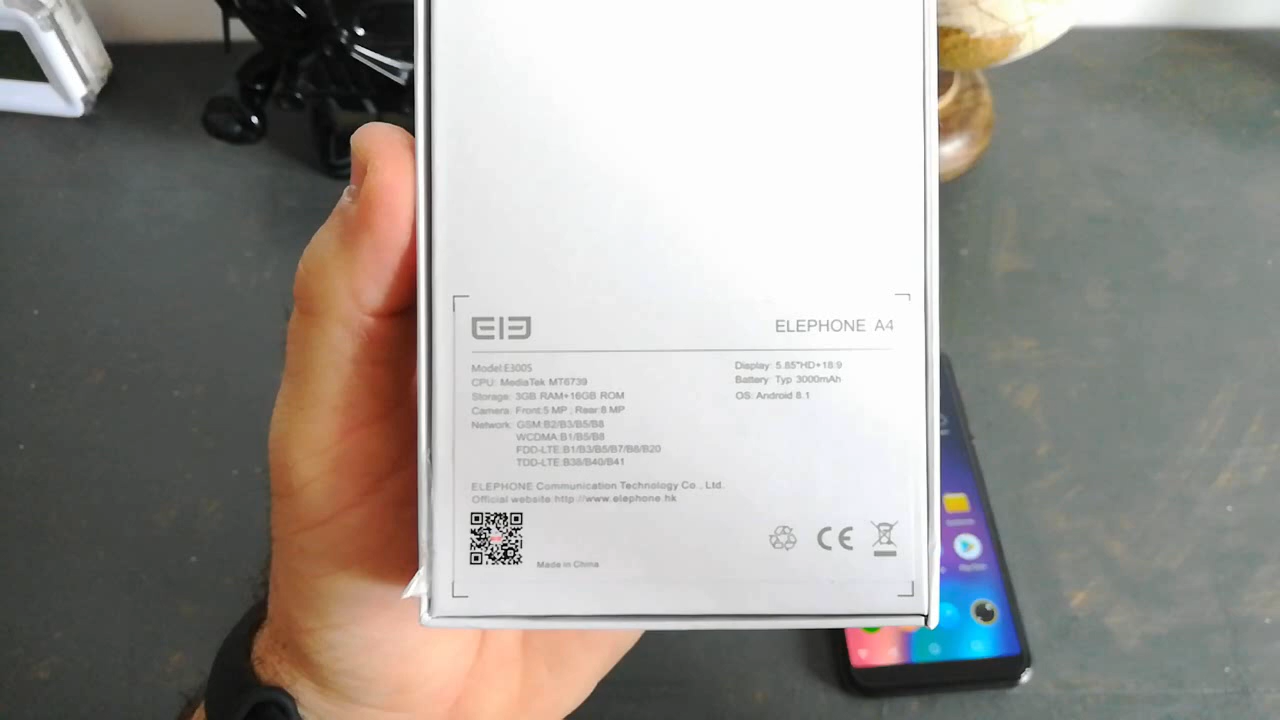 ELE
ELEPHONE A4
Model:E3005
CPU: MediaTek MT6739
Storage: 3GB RAM+16GB ROM
Camera: Front:5 MP , Rear:8 MP
Network: GSM:B2/B3/B5/B8
WCDMA:B1/B5/B8
FDD-LTE:B1/B3/B5/B7/B8/B20
TDD-LTE:B38/B40/B41
Display: 5.85"HD+18:9
Battery: Typ 3000mAh
OS: Android 8.1
ELEPHONE Communication Technology Co., Ltd.
Official website:http://www.elephone.hk
Made in China
CE